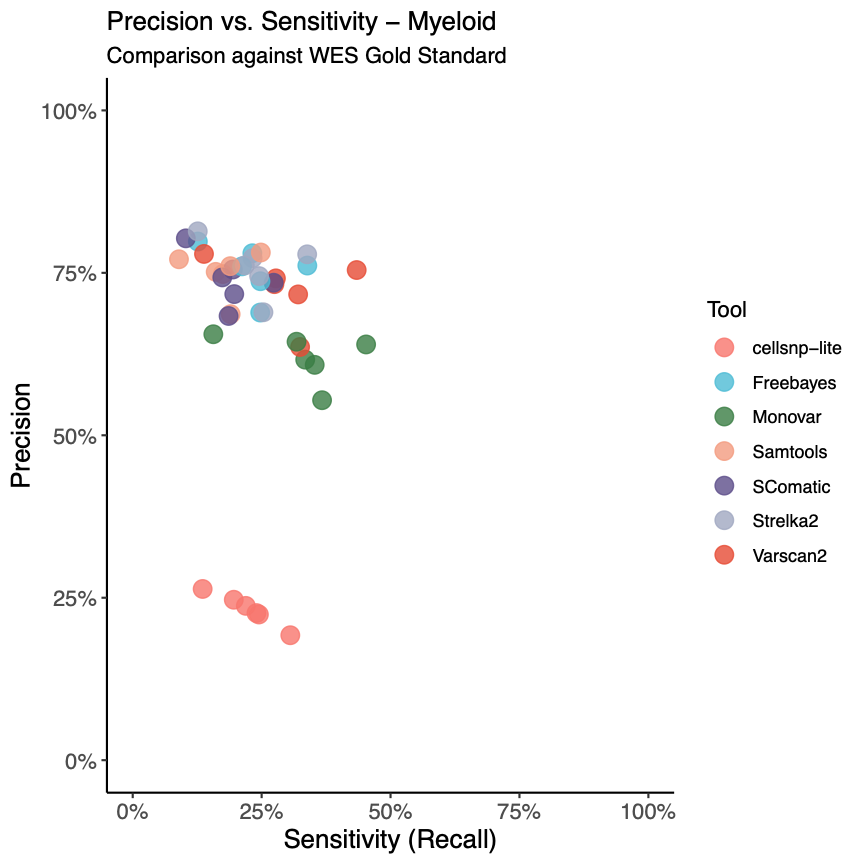 Precision vs. Sensitivity − Myeloid
Comparison against WES Gold Standard
100%
75%
50%
25%
0%
Precision
0%
25%
50%
75%
100%
Sensitivity (Recall)
Tool
cellsnp−lite
Freebayes
Monovar
Samtools
SComatic
Strelka2
Varscan2